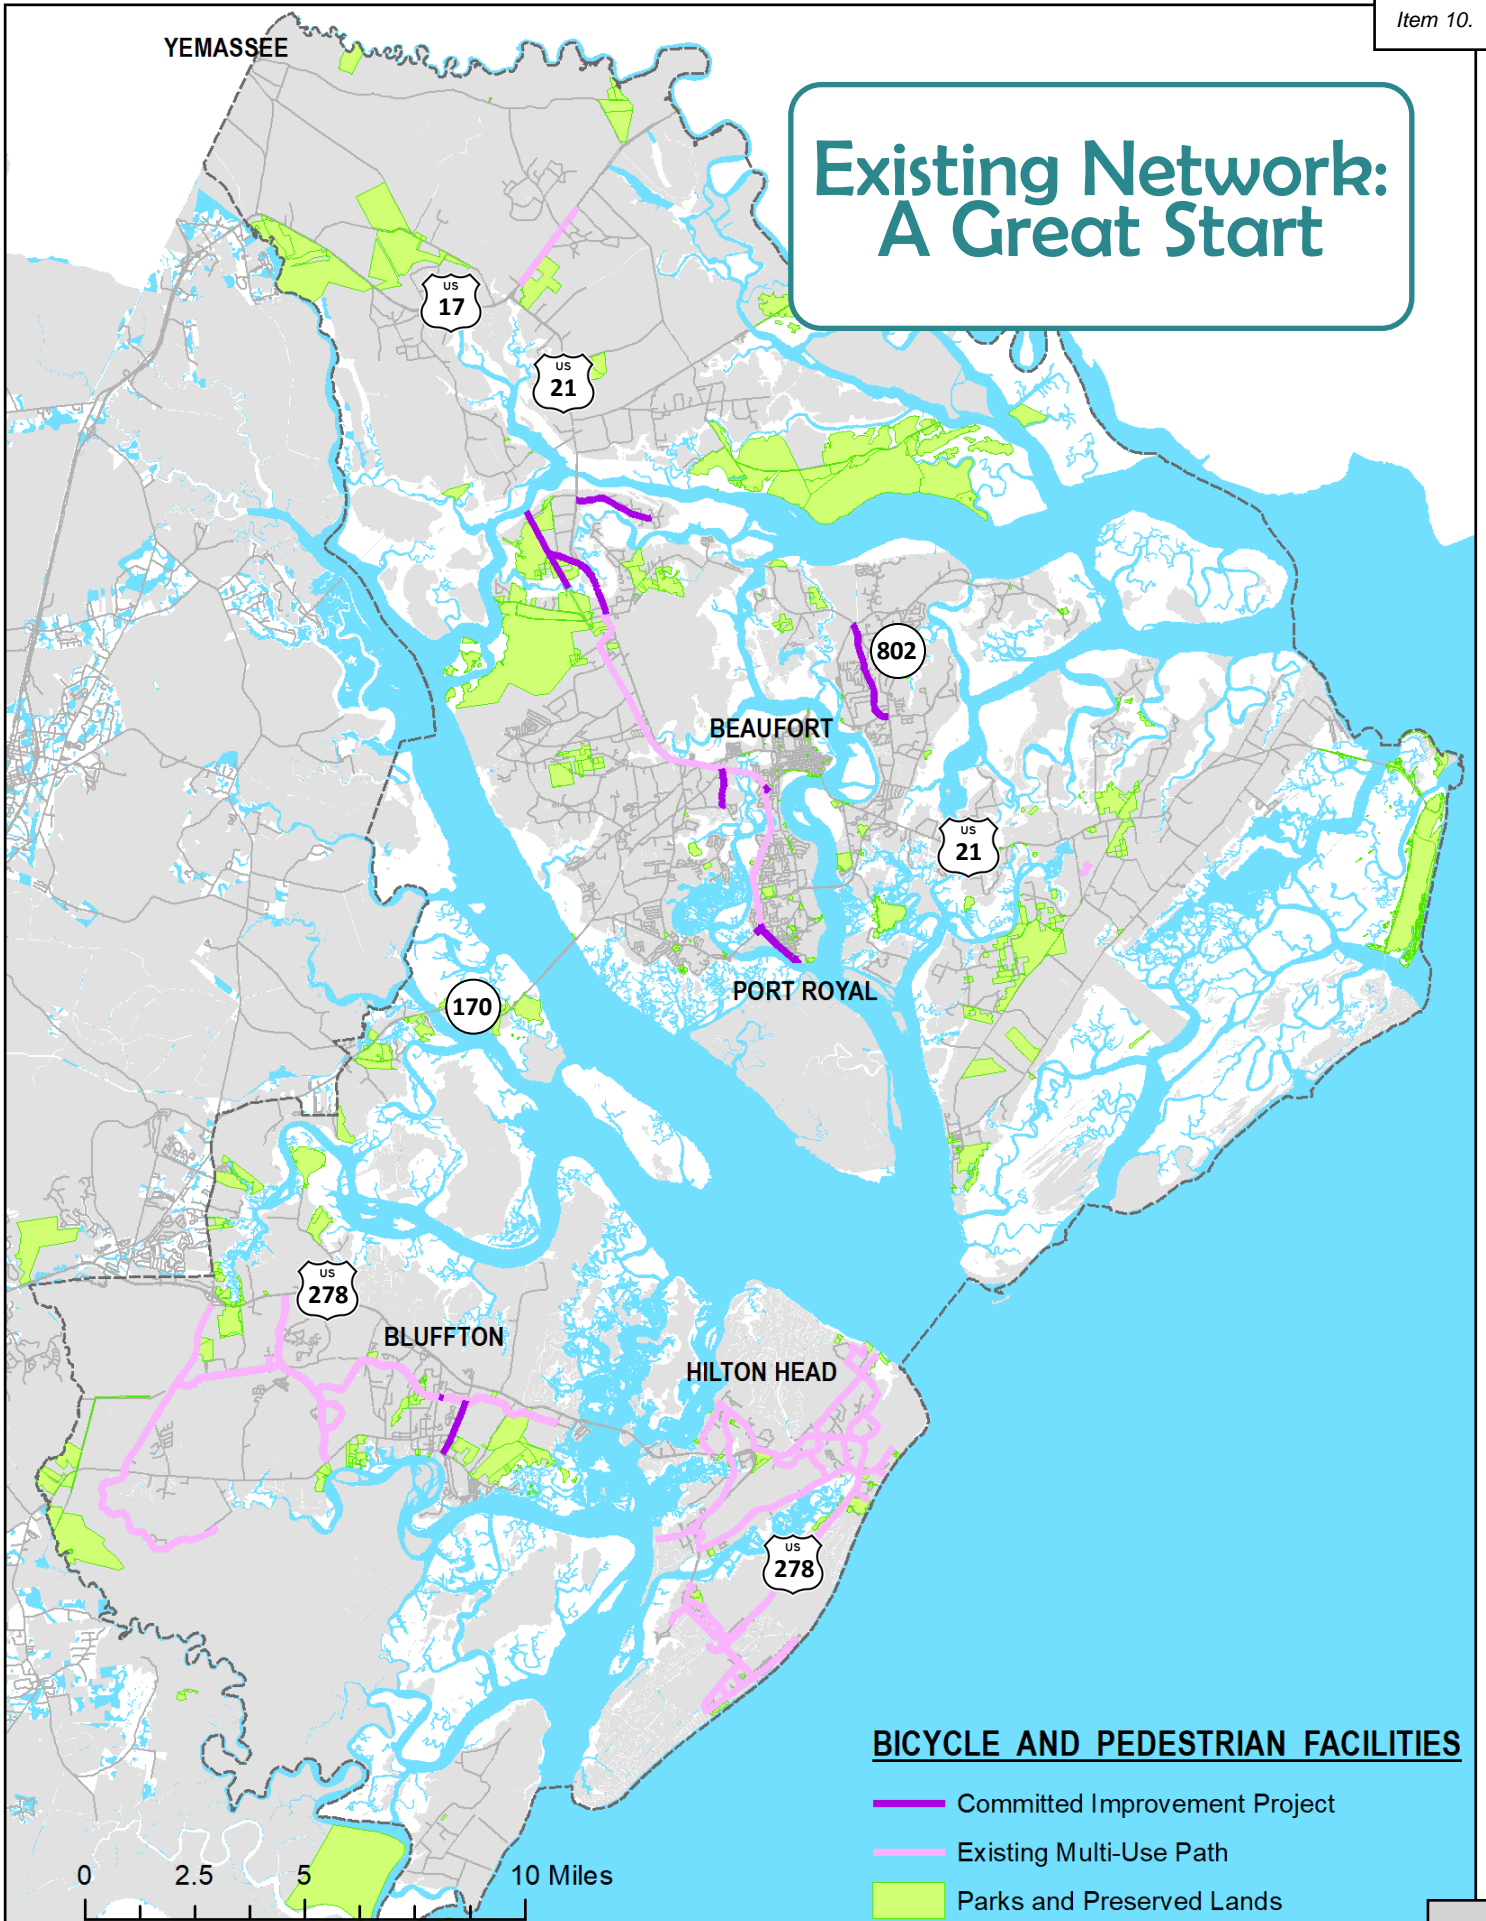 Item 10.
YEMASSEE
Existing Network:
A Great Start
US
17
US
21
802
BEAUFORT
US
21
PORT ROYAL
170
US
278
BLUFFTON
HILTON HEAD
US
278
BICYCLE AND PEDESTRIAN FACILITIES
Committed Improvement Project
Existing Multi-Use Path
Parks and Preserved Lands
0 2.5 5 10 Miles